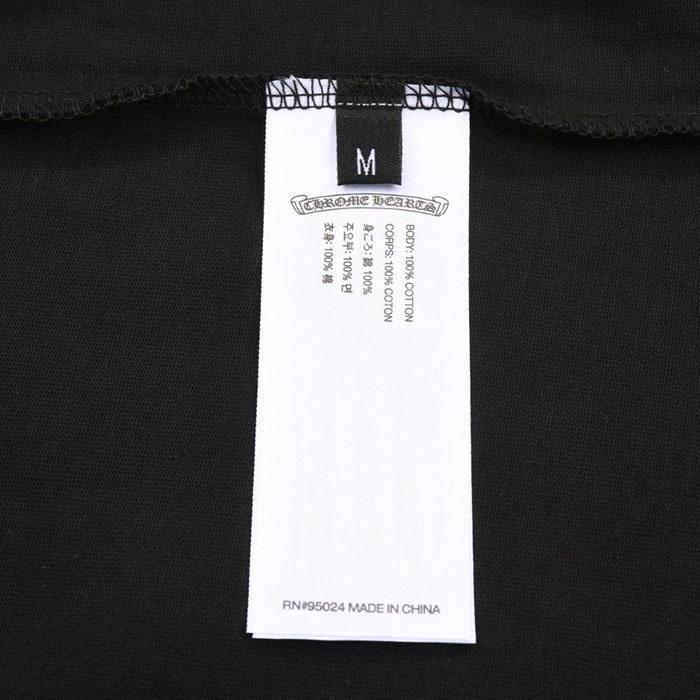 M
CHROME HEARTS
BODY: 100% COTTON
CORPS: 100% COTON
身ごろ: 綿 100%
주요부: 100% 면
衣身: 100% 棉
RN#95024 MADE IN CHINA